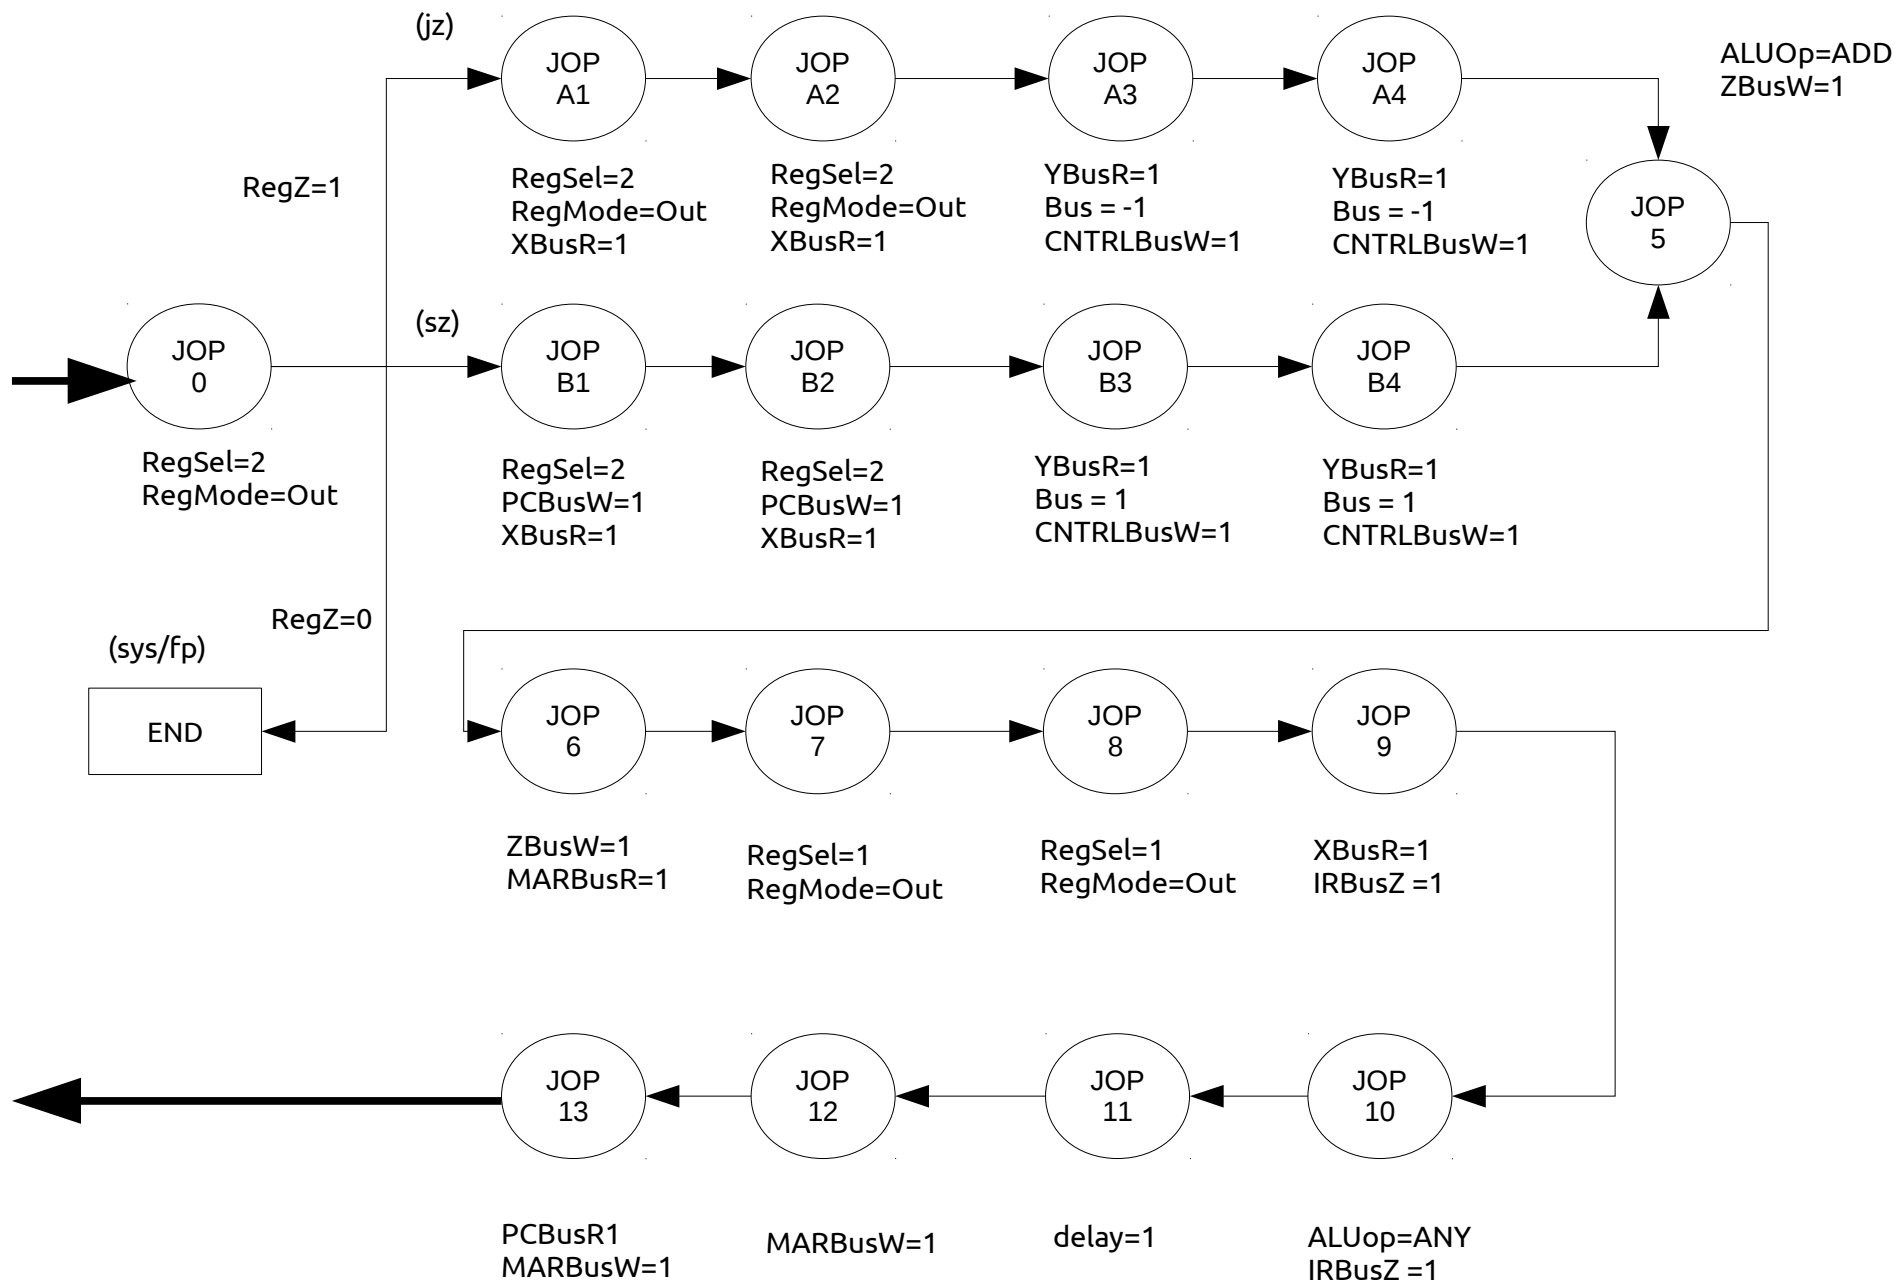 (jz)
JOP
A1
JOP
A2
JOP
A3
JOP
A4
ALUOp=ADD
ZBusW=1
RegZ=1
RegSel=2
RegMode=Out
XBusR=1
RegSel=2
RegMode=Out
XBusR=1
YBusR=1
Bus = -1
CNTRLBusW=1
YBusR=1
Bus = -1
CNTRLBusW=1
JOP
5
(sz)
JOP
0
JOP
B1
JOP
B2
JOP
B3
JOP
B4
RegSel=2
RegMode=Out
RegSel=2
PCBusW=1
XBusR=1
RegSel=2
PCBusW=1
XBusR=1
YBusR=1
Bus = 1
CNTRLBusW=1
YBusR=1
Bus = 1
CNTRLBusW=1
RegZ=0
(sys/fp)
END
JOP
6
JOP
7
JOP
8
JOP
9
ZBusW=1
MARBusR=1
RegSel=1
RegMode=Out
RegSel=1
RegMode=Out
XBusR=1
IRBusZ =1
JOP
13
JOP
12
JOP
11
JOP
10
PCBusR1
MARBusW=1
MARBusW=1
delay=1
ALUop=ANY
IRBusZ =1